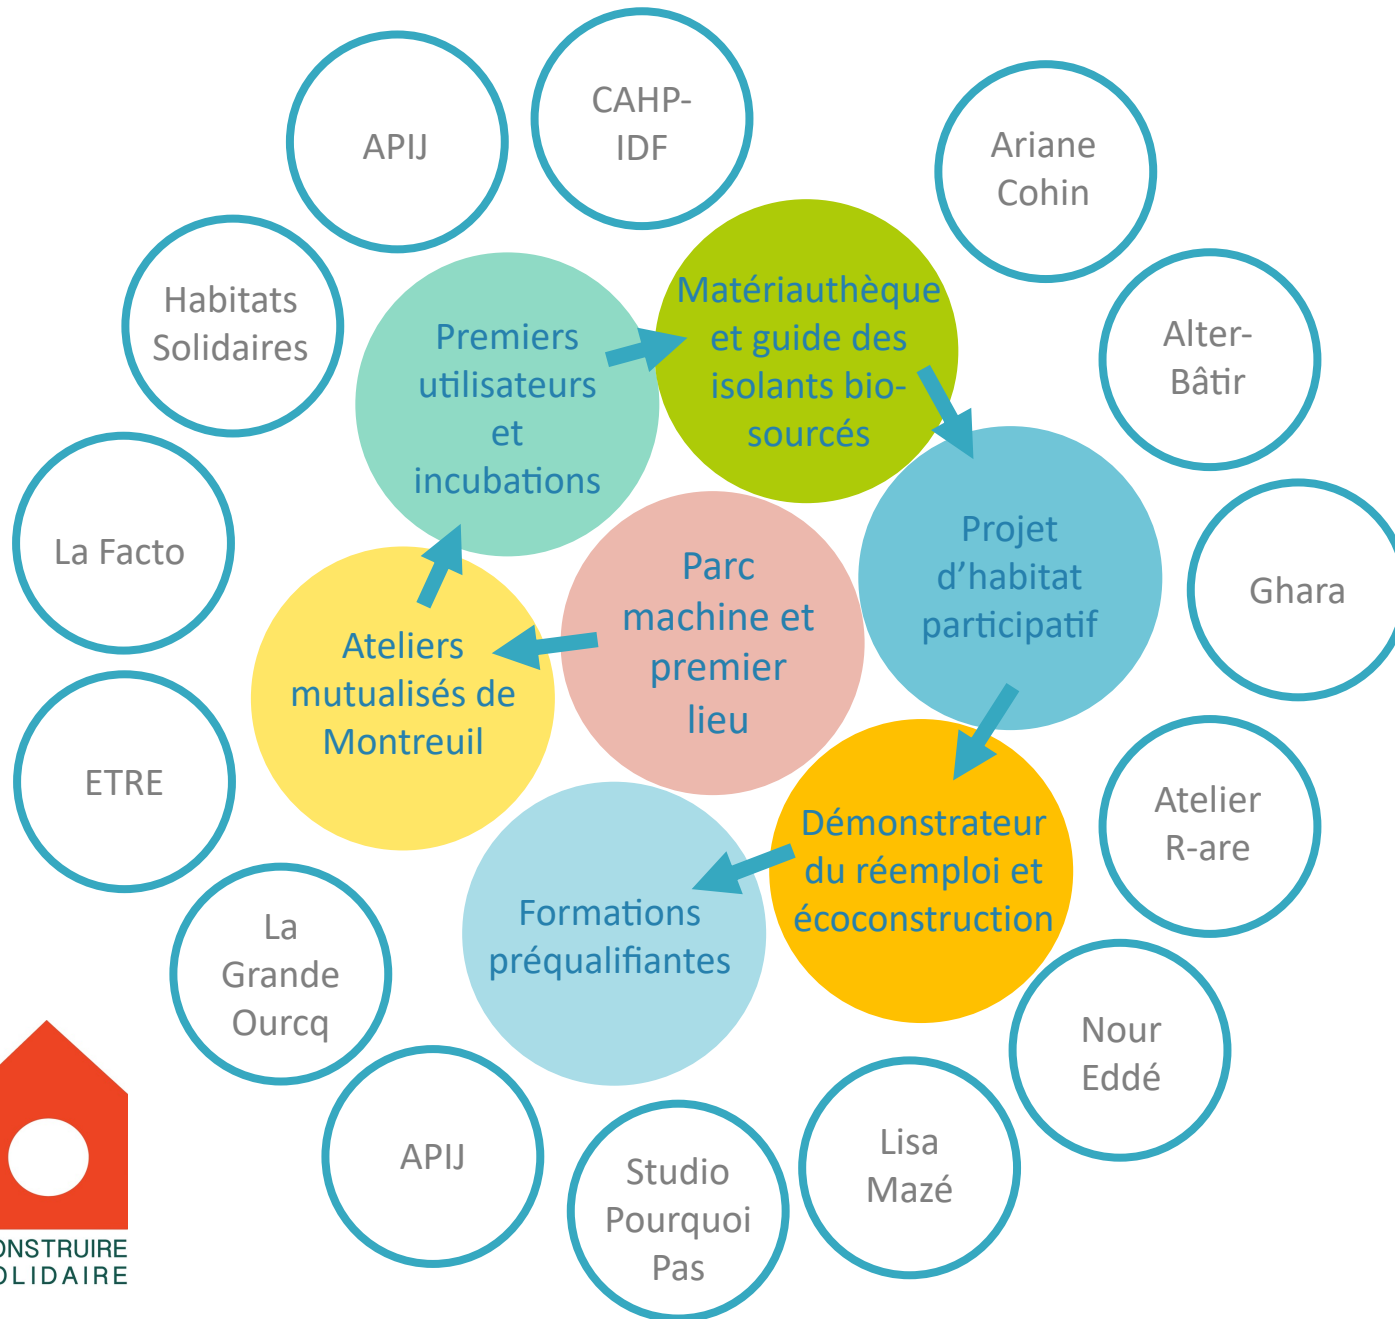 CAHP-
IDF
APIJ
Ariane
Cohin
Habitats
Solidaires
Alter-
Bâtir
La Facto
Ghara
ETRE
Atelier
R-are
La
Grande
Ourcq
Nour
Eddé
APIJ
Lisa
Mazé
Studio
Pourquoi
Pas
Matériauthèque
et guide des
isolants bio-
sourcés
Premiers
utilisateurs
et
incubations
Projet
d’habitat
participatif
Parc
machine et
premier
lieu
Ateliers
mutualisés de
Montreuil
Démonstrateur
du réemploi et
écoconstruction
Formations
préqualifiantes
ONSTRUIRE
OLIDAIRE